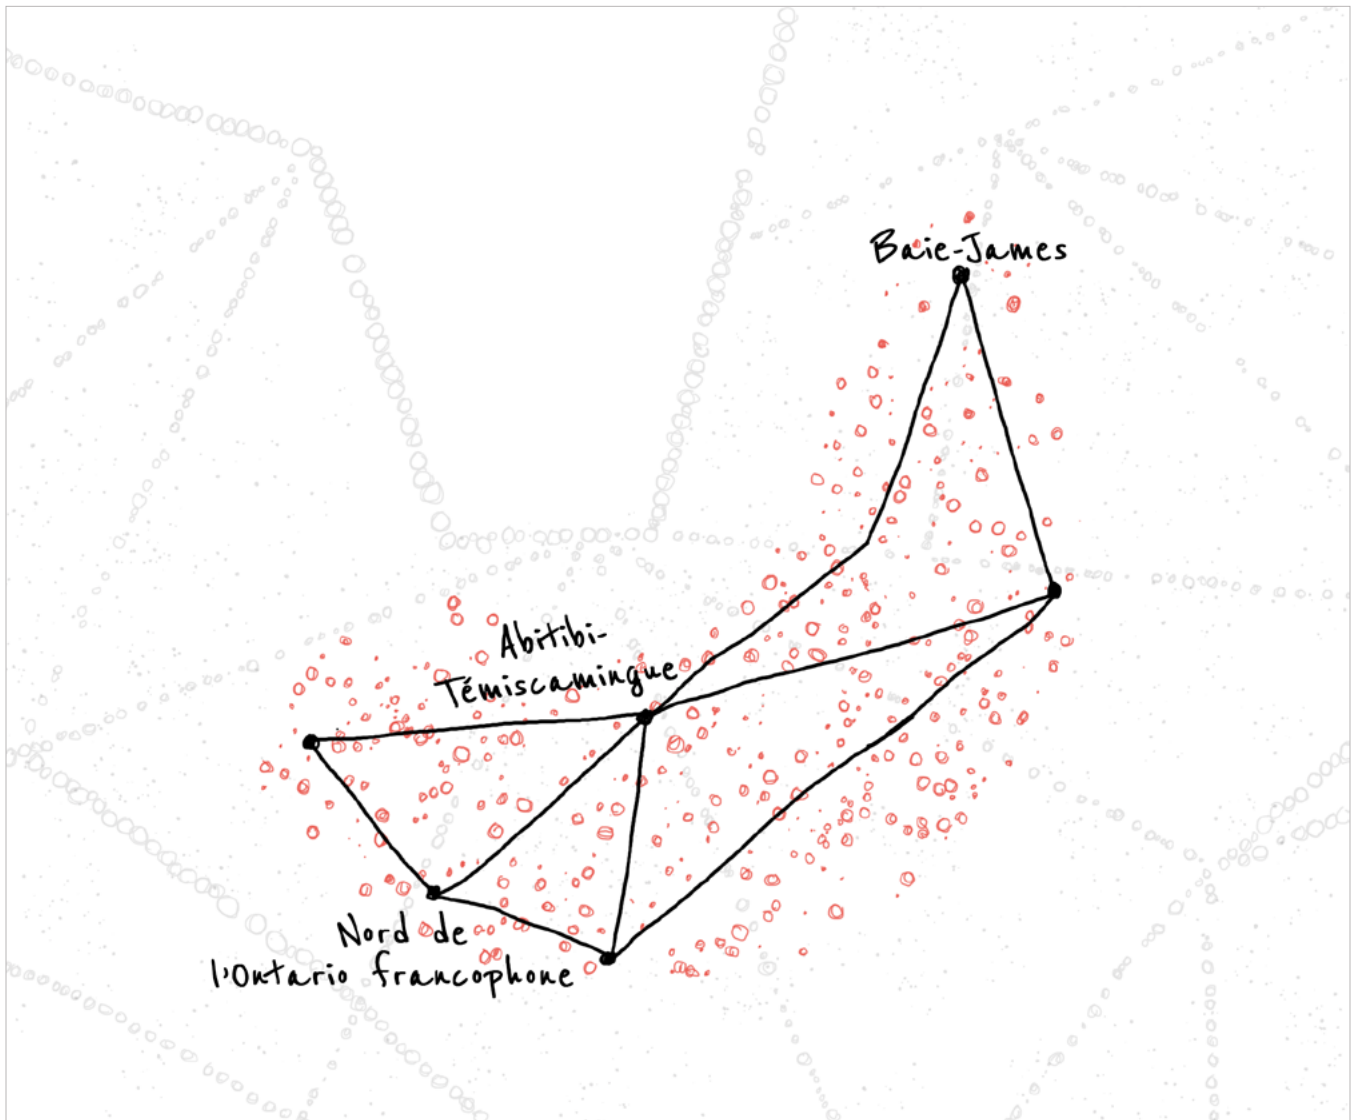 Baie-James
Abitibi-
Témiscamingue
Nord de
l'Ontario francophone